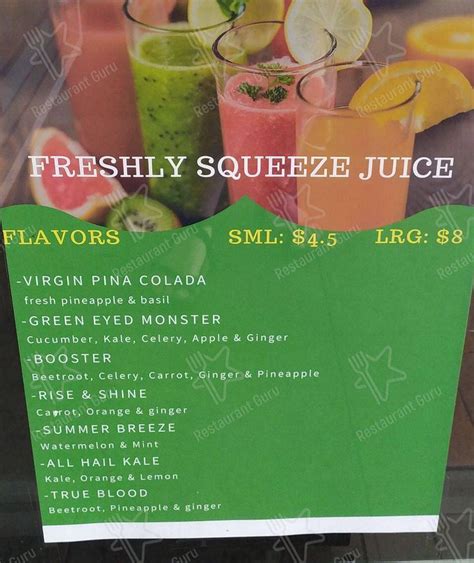 FRESHLY SQUEEZE JUICE
FLAVORS SML: $4.5 LRG: $8
-VIRGIN PINA COLADA
fresh pineapple & basil
-GREEN EYED MONSTER
Cucumber, Kale, Celery, Apple & Ginger
-BOOSTER
Beetroot, Celery, Carrot, Ginger & Pineapple
-RISE & SHINE
Carrot, Orange & ginger
-SUMMER BREEZE
Watermelon & Mint
-ALL HAIL KALE
Kale, Orange & Lemon
-TRUE BLOOD
Beetroot, Pineapple & ginger
Restaurant Guru